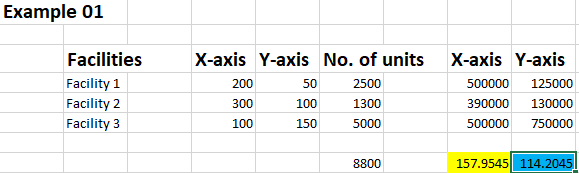 Example 01
Facilities X-axis Y-axis No. of units X-axis Y-axis
Facility 1 200 50 2500 500000 125000
Facility 2 300 100 1300 390000 130000
Facility 3 100 150 5000 500000 750000
8800 157.9545 114.2045